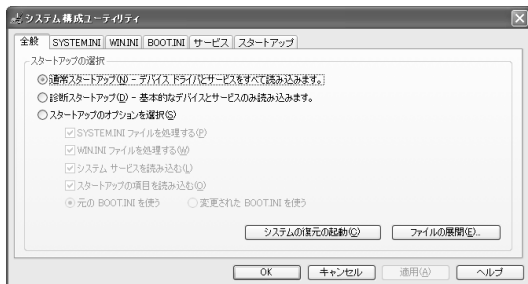 システム構成ユーティリティ
全般 SYSTEM.INI WIN.INI BOOT.INI サービス スタートアップ
スタートアップの選択
通常スタートアップ(N) - デバイス ドライバとサービスをすべて読み込みます。
診断スタートアップ(D) - 基本的なデバイスとサービスのみ読み込みます。
スタートアップのオプションを選択(S)
SYSTEM.INI ファイルを処理する(P)
WIN.INI ファイルを処理する(W)
システム サービスを読み込む(L)
スタートアップの項目を読み込む(O)
元の BOOT.INI を使う 変更された BOOT.INI を使う
システムの復元の起動(C) ファイルの展開(E)...
OK キャンセル 適用(A) ヘルプ